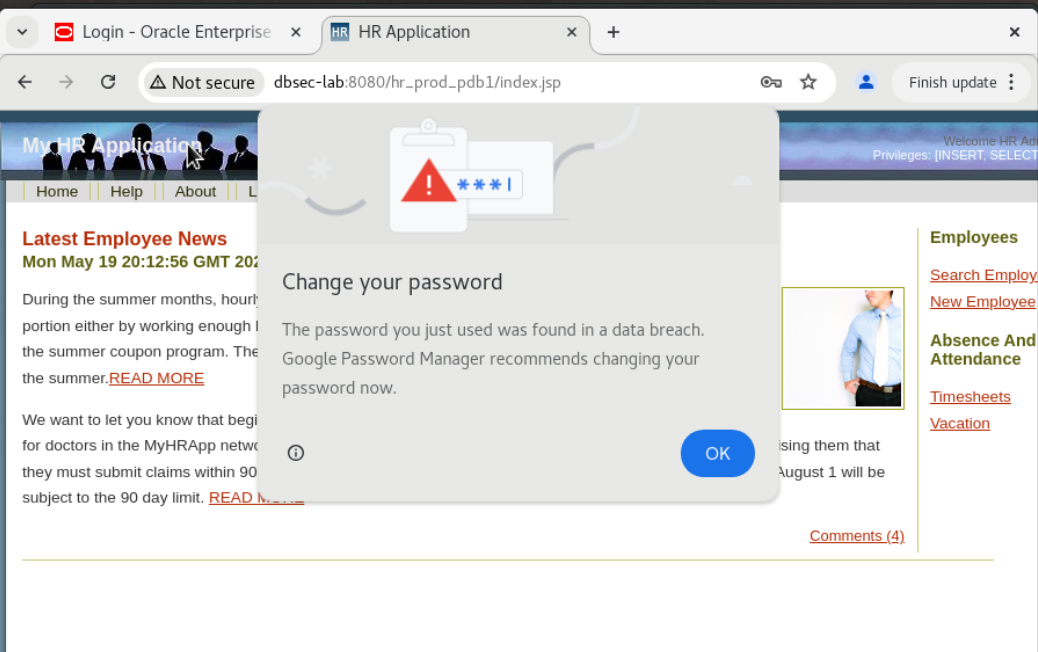 Login - Oracle Enterprise
HR HR Application
Not secure dbsec-lab:8080/hr_prod_pdb1/index.jsp Finish update
My HR Application
Welcome HR Adm
Privileges: [INSERT, SELECT
Home Help About L
Latest Employee News
Mon May 19 20:12:56 GMT 202
During the summer months, hourly
portion either by working enough
the summer coupon program. The
the summer.READ MORE
We want to let you know that begi
for doctors in the MyHRApp netwo ising them that
they must submit claims within 90 August 1 will be
subject to the 90 day limit. READ MORE
Comments (4)
***
Change your password
The password you just used was found in a data breach.
Google Password Manager recommends changing your
password now.
OK
Employees
Search Employ
New Employee
Absence And
Attendance
Timesheets
Vacation